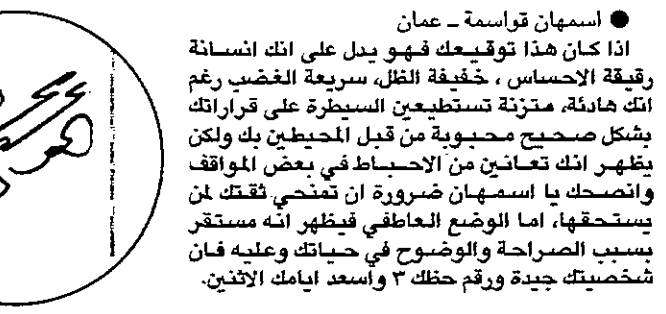 ● اسمهان قواسمة ـ عمان
اذا كان هذا توقيعك فهو يدل على انك انسانة
رقيقة الاحساس ، خفيفة الظل، سريعة الغضب رغم
انك هادئة، متزنة تستطيعين السيطرة على قراراتك
بشكل صحيح محبوبة من قبل المحيطين بك ولكن
يظهر انك تعانين من الاحباط في بعض المواقف
وانصحك يا اسمهان ضرورة ان تمنحي ثقتك لمن
يستحقها، اما الوضع العاطفي فيظهر انه مستقر
بسبب الصراحة والوضوح في حياتك وعليه فان
شخصيتك جيدة ورقم حظك ٣ واسعد ايامك الاثنين.